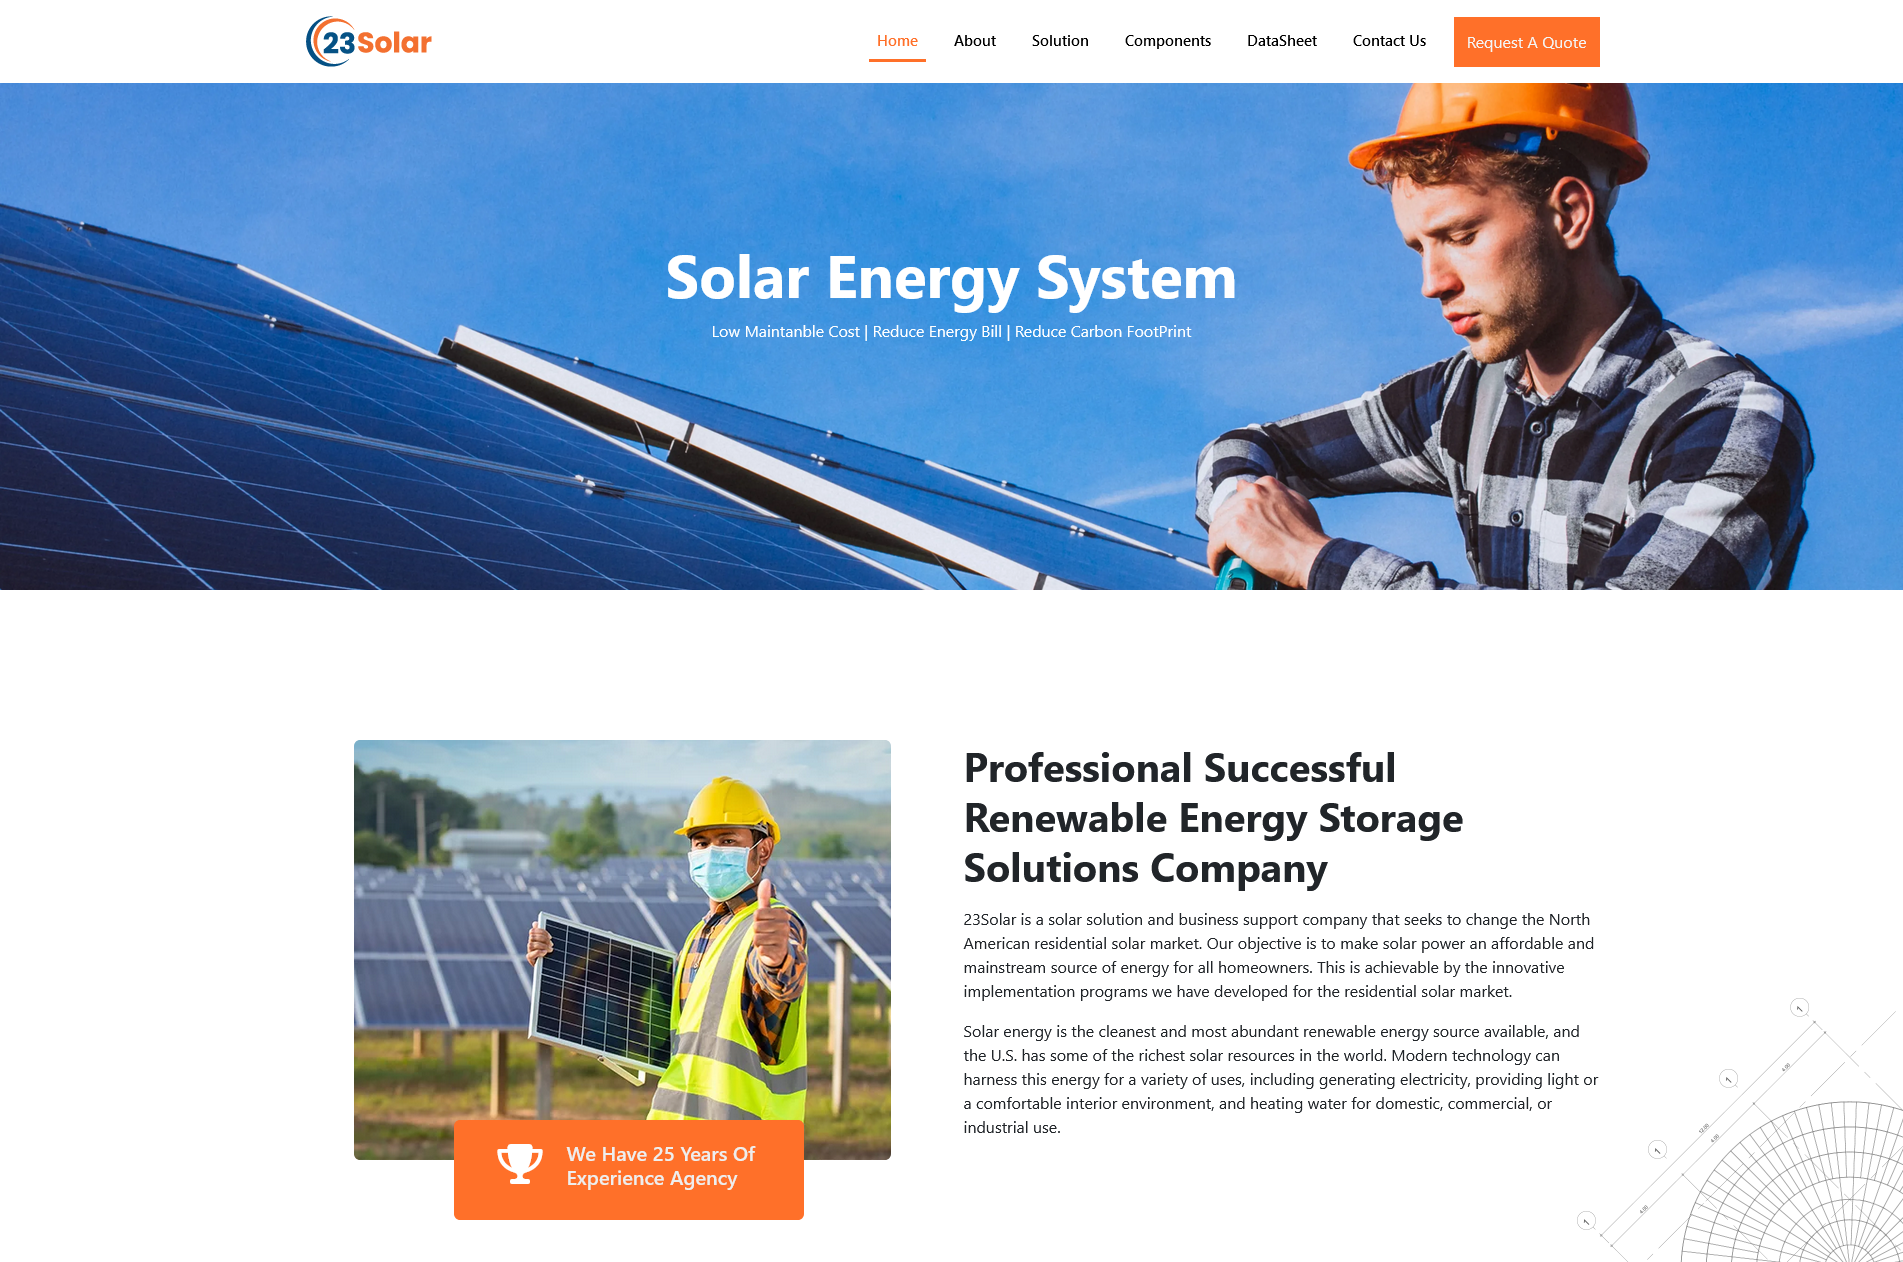 23Solar
Home
About
Solution
Components
DataSheet
Contact Us
Request A Quote
Solar Energy System
Low Maintanble Cost | Reduce Energy Bill | Reduce Carbon FootPrint
Professional Successful
Renewable Energy Storage
Solutions Company
23Solar is a solar solution and business support company that seeks to change the North
American residential solar market. Our objective is to make solar power an affordable and
mainstream source of energy for all homeowners. This is achievable by the innovative
implementation programs we have developed for the residential solar market.
Solar energy is the cleanest and most abundant renewable energy source available, and
the U.S. has some of the richest solar resources in the world. Modern technology can
harness this energy for a variety of uses, including generating electricity, providing light or
a comfortable interior environment, and heating water for domestic, commercial, or
industrial use.
We Have 25 Years Of
Experience Agency